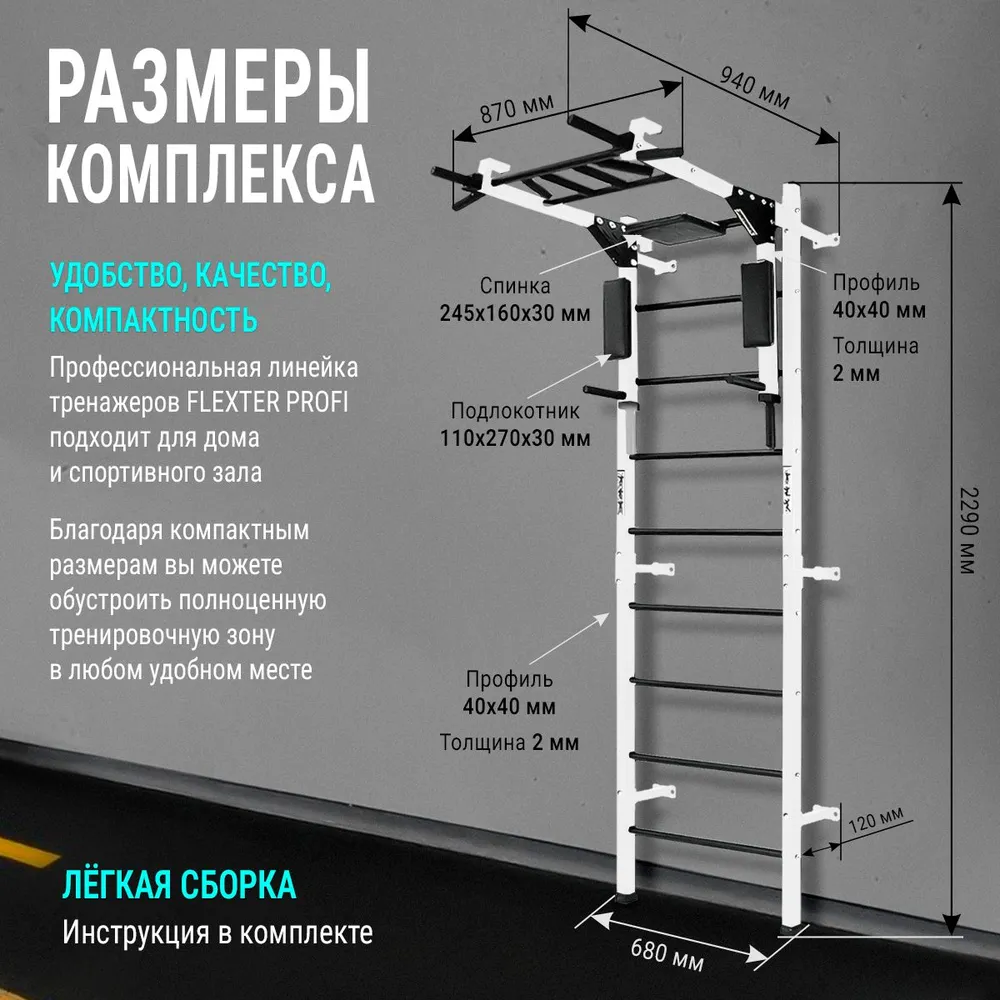 РАЗМЕРЫ
КОМПЛЕКСА
УДОБСТВО, КАЧЕСТВО,
КОМПАКТНОСТЬ
Профессиональная линейка
тренажеров FLEXTER PROFI
подходит для дома
и спортивного зала
Благодаря компактным
размерам вы можете
обустроить полноценную
тренировочную зону
в любом удобном месте
ЛЁГКАЯ СБОРКА
Инструкция в комплекте
870 мм
940 мм
Спинка
245x160x30 мм
Подлокотник
110x270x30 мм
Профиль
40x40 мм
Толщина
2 мм
2290 мм
Профиль
40x40 мм
Толщина 2 мм
120 мм
680 мм